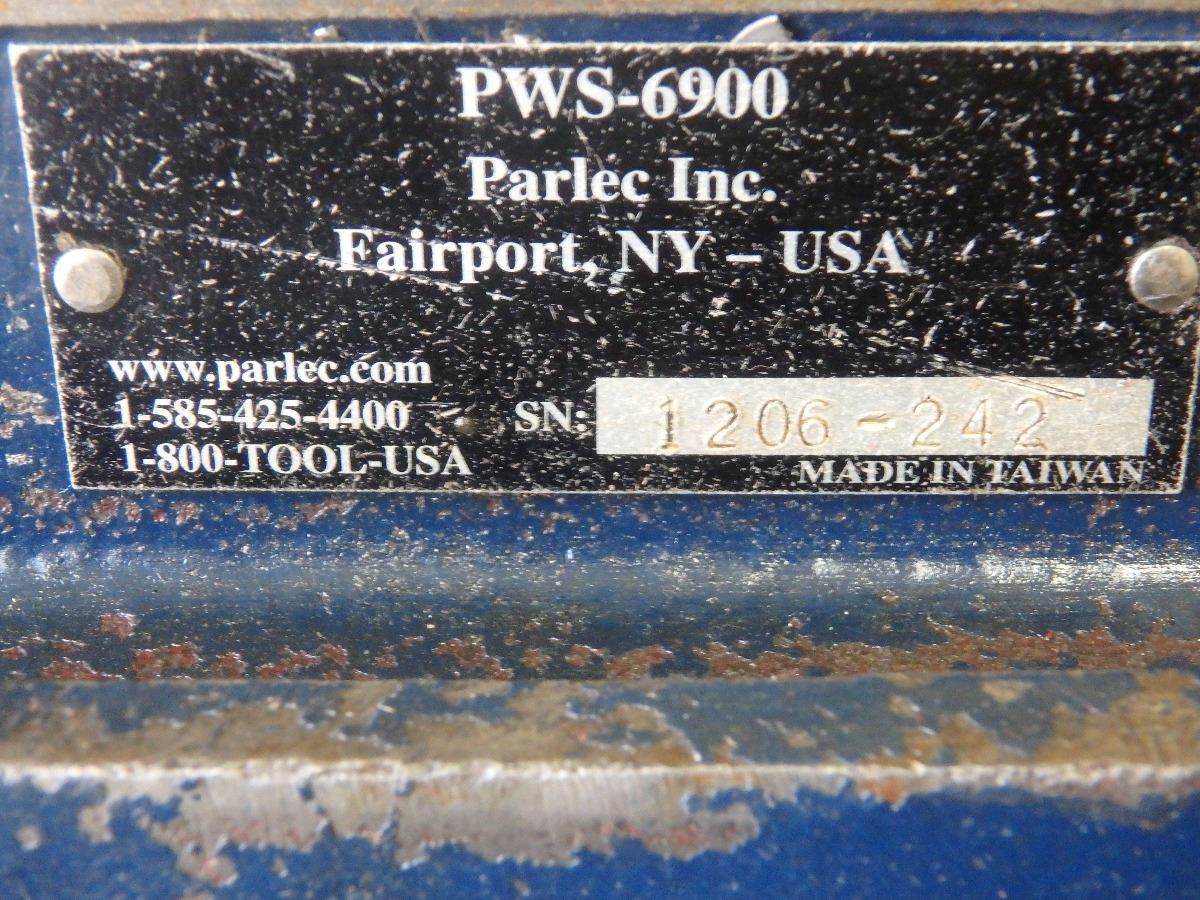 PWS-6900
Parlec Inc.
Fairport, NY – USA
www.parlec.com
1-585-425-4400
1-800-TOOL-USA
SN: 1206-242
MADE IN TAIWAN